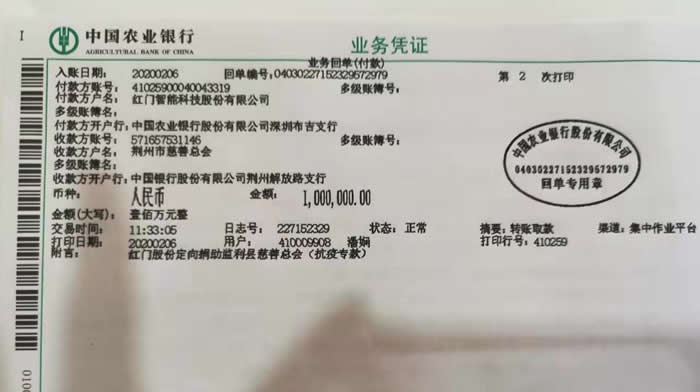 I
中国农业银行
AGRICULTURAL BANK OF CHINA
业务凭证
业务回单(付款)
入账日期: 20200206 回单编号:04030227152329572979 第 2 次打印
付款方账号: 41025900040043319 多级账簿号:
付款方户名: 红门智能科技股份有限公司
多级账簿名:
付款方开户行:中国农业银行股份有限公司深圳布吉支行
收款方账号: 571657531146 多级账簿号:
收款方户名: 荆州市慈善总会
多级账簿名:
收款方开户行:中国银行股份有限公司荆州解放路支行
币种: 人民币 金额: 1,000,000.00
金额(大写): 壹佰万元整
交易时间: 11:33:05 日志号: 227152329 状态: 正常 摘要: 转账取款 渠道: 集中作业平台
打印日期: 20200206 用户: 410009908 潘娴 打印行号: 410259
附言: 红门股份定向捐助监利县慈善总会(抗疫专款)
中国农业银行股份有限公司
04030227152329572979
回单专用章
0010